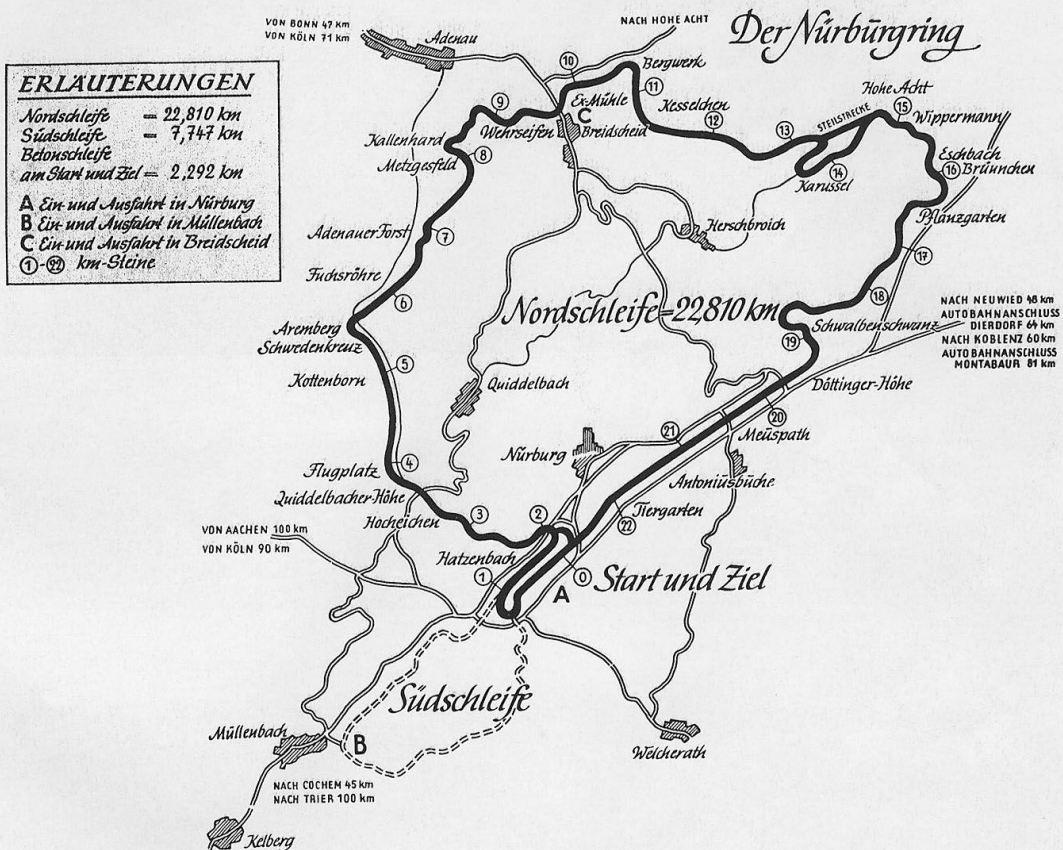 VON BONN 47 km
VON KÖLN 71 km
Adenau
NACH HOHE ACHT
Der Nürburgring
ERLÄUTERUNGEN
Nordschleife = 22,810 km
Südschleife = 7,747 km
Betonschleife
am Start und Ziel = 2,292 km
A Ein- und Ausfahrt in Nürburg
B Ein- und Ausfahrt in Müllenbach
C Ein- und Ausfahrt in Breidscheid
①-㉒ km-Steine
10
Bergwerk
11
9
Ex-Mühle
C
Kesselchen
12
Wehrseifen
Breidscheid
Hohe Acht
15
Wippermann
13
STEILSTRECKE
Kallenhard
Metzgesfeld
8
14
Karussel
Eschbach
16
Brüunchen
Pflanzgarten
Herschbroich
Adenauer Forst
7
17
Fuchsröhre
6
18
Nordschleife=22,810 km
Schwalbenschwanz
19
NACH NEUWIED 48 km
AUTOBAHNANSCHLUSS
DIERDORF 64 km
NACH KOBLENZ 60 km
AUTOBAHNANSCHLUSS
MONTABAUR 81 km
Aremberg
Schwedenkreuz
5
Kottenborn
Quiddelbach
Döttinger-Höhe
20
Meuspath
21
Nürburg
Antoniusbüche
Flugplatz
4
Quiddelbacher-Höhe
Hocheichen
3
2
22
Tiergarten
VON AACHEN 100 km
VON KÖLN 90 km
Hatzenbach
1
0
A
Start und Ziel
Südschleife
Müllenbach
B
Welcherath
NACH COCHEM 45 km
NACH TRIER 100 km
Kelberg